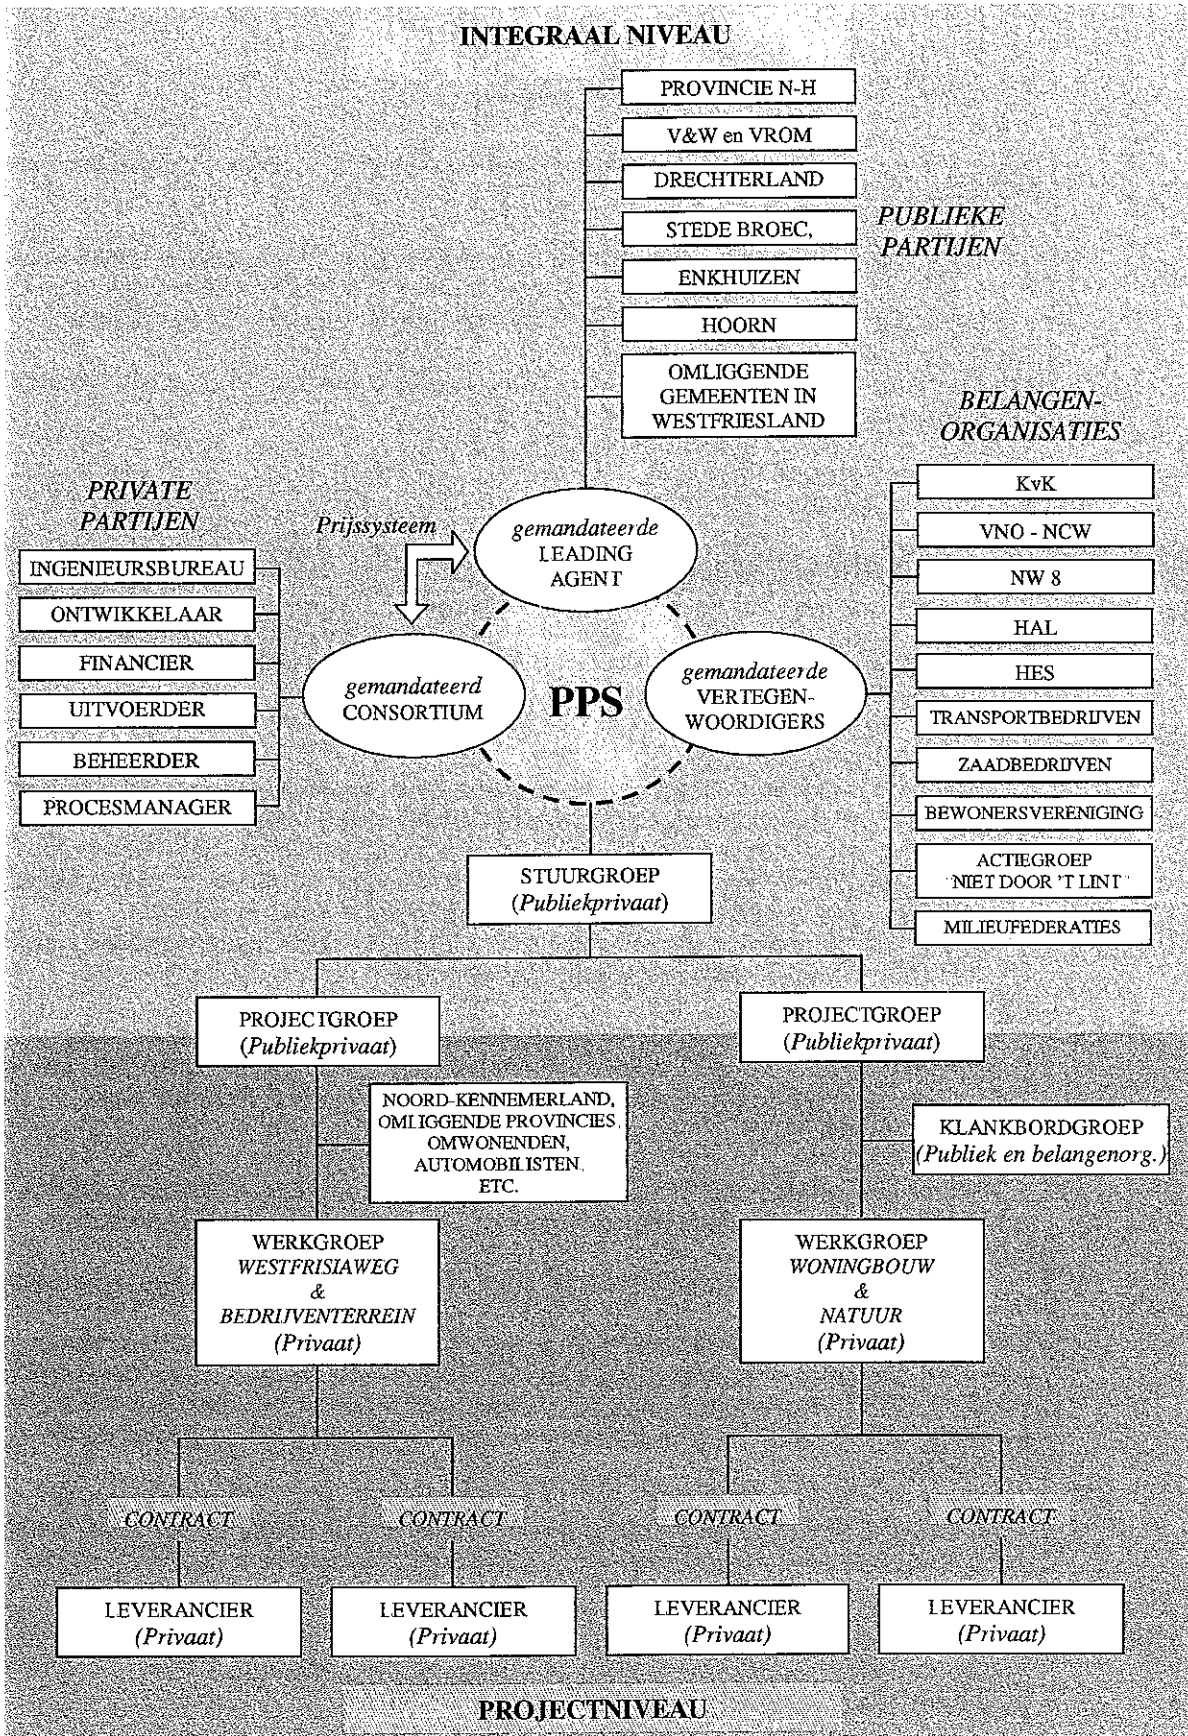 INTEGRAAL NIVEAU
PROVINCIE N-H
V&W en VROM
DRECHTERLAND
STEDE BROEC,
ENKHUIZEN
HOORN
OMLIGGENDE
GEMEENTEN IN
WESTFRIESLAND
PUBLIEKE
PARTIJEN
BELANGEN-
ORGANISATIES
KvK
VNO - NCW
NW 8
HAL
HES
TRANSPORTBEDRIJVEN
ZAADBEDRIJVEN
BEWONERSVERENIGING
ACTIEGROEP
"NIET DOOR 'T LINT"
MILIEUFEDERATIES
PRIVATE
PARTIJEN
INGENIEURSBUREAU
ONTWIKKELAAR
FINANCIER
UITVOERDER
BEHEERDER
PROCESMANAGER
Prijssysteem
gemandateerde
LEADING
AGENT
gemandateerd
CONSORTIUM
PPS
gemandateerde
VERTEGEN-
WOORDIGERS
STUURGROEP
(Publiekprivaat)
PROJECTGROEP
(Publiekprivaat)
PROJECTGROEP
(Publiekprivaat)
NOORD-KENNEMERLAND,
OMLIGGENDE PROVINCIES,
OMWONENDEN,
AUTOMOBILISTEN,
ETC.
KLANKBORDGROEP
(Publiek en belangenorg.)
WERKGROEP
WESTFRISIAWEG
&
BEDRIJVENTERREIN
(Privaat)
WERKGROEP
WONINGBOUW
&
NATUUR
(Privaat)
CONTRACT
CONTRACT
CONTRACT
CONTRACT
LEVERANCIER
(Privaat)
LEVERANCIER
(Privaat)
LEVERANCIER
(Privaat)
LEVERANCIER
(Privaat)
PROJECTNIVEAU